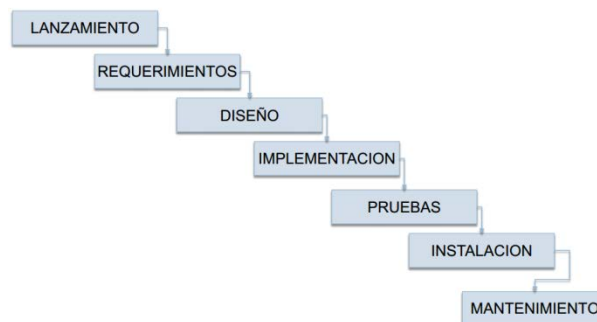 LANZAMIENTO
REQUERIMIENTOS
DISEÑO
IMPLEMENTACION
PRUEBAS
INSTALACION
MANTENIMIENTO